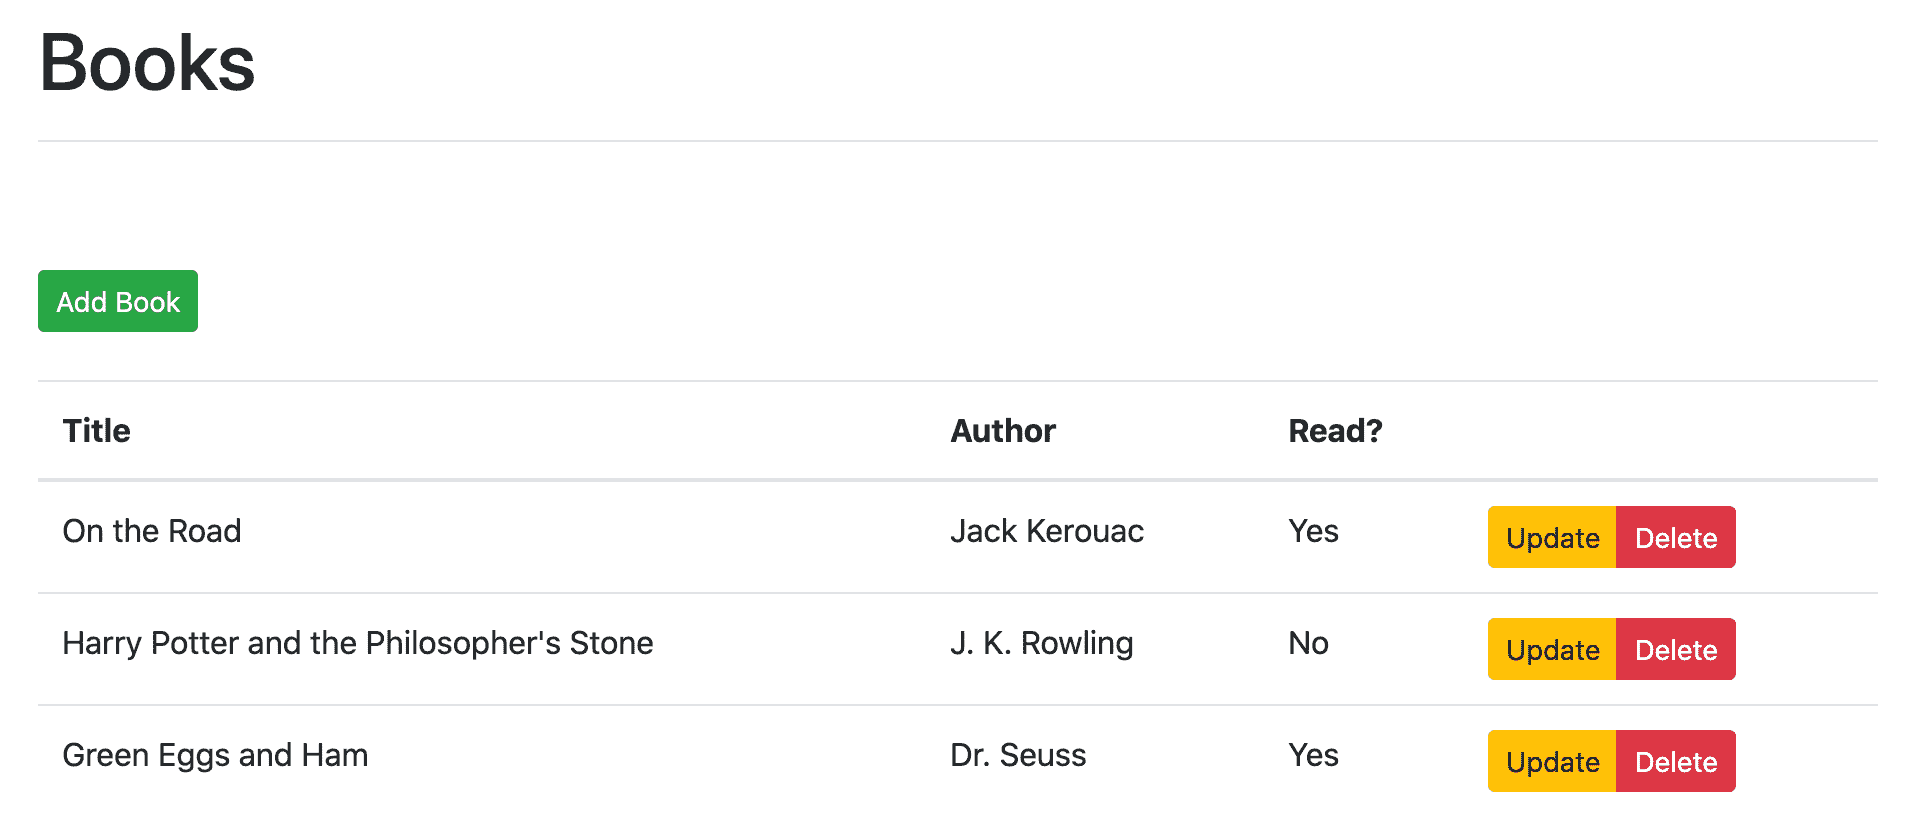 Books
Add Book
Title Author Read?
On the Road Jack Kerouac Yes Update Delete
Harry Potter and the Philosopher's Stone J. K. Rowling No Update Delete
Green Eggs and Ham Dr. Seuss Yes Update Delete